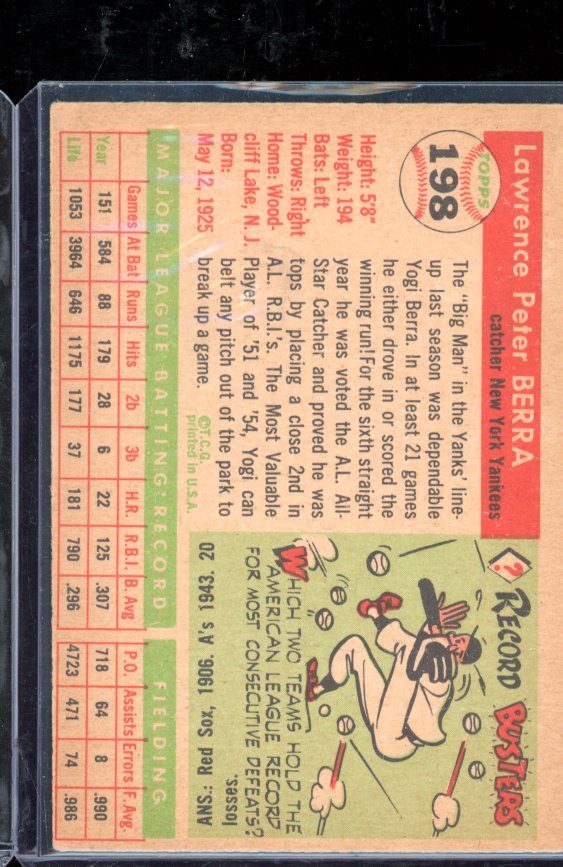 TOPPS
198
Lawrence Peter BERRA
catcher New York Yankees
Height: 5'8"
Weight: 194
Bats: Left
Throws: Right
Home: Wood-
cliff Lake, N. J.
Born:
May 12, 1925
The "Big Man" in the Yanks' line-
up last season was dependable
Yogi Berra. In at least 21 games
he either drove in or scored the
winning run! For the sixth straight
year he was voted the A.L. All-
Star Catcher and proved he was
tops by placing a close 2nd in
A.L. R.B.I.'s. The Most Valuable
Player of '51 and '54, Yogi can
belt any pitch out of the park to
break up a game.
©T.C.G.
printed in U.S.A.
?
RECORD BUSTERS
WHICH TWO TEAMS HOLD THE
AMERICAN LEAGUE RECORD
FOR MOST CONSECUTIVE DEFEATS?
ANS: Red Sox, 1906. A's 1943. 20
losses.
MAJOR LEAGUE BATTING RECORD FIELDING
Games At Bat Runs Hits 2b 3b H.R. R.B.I. B. Avg P.O. Assists Errors F. Avg.
Year 151 584 88 179 28 6 22 125 .307 718 64 8 .990
Life 1053 3964 646 1175 177 37 181 790 .296 4723 471 74 .986